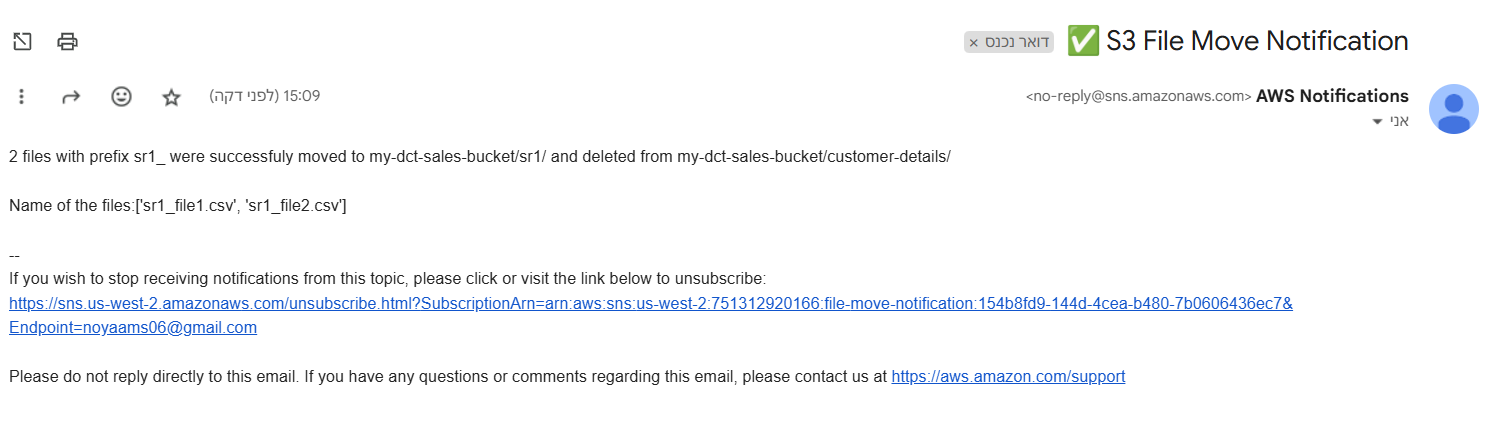 ✅ S3 File Move Notification
דואר נכנס ×
AWS Notifications <no-reply@sns.amazonaws.com>
15:09 (לפני דקה)
אני
2 files with prefix sr1_ were successfuly moved to my-dct-sales-bucket/sr1/ and deleted from my-dct-sales-bucket/customer-details/
Name of the files:['sr1_file1.csv', 'sr1_file2.csv']
--
If you wish to stop receiving notifications from this topic, please click or visit the link below to unsubscribe:
https://sns.us-west-2.amazonaws.com/unsubscribe.html?SubscriptionArn=arn:aws:sns:us-west-2:751312920166:file-move-notification:154b8fd9-144d-4cea-b480-7b0606436ec7&
Endpoint=noyaams06@gmail.com
Please do not reply directly to this email. If you have any questions or comments regarding this email, please contact us at https://aws.amazon.com/support